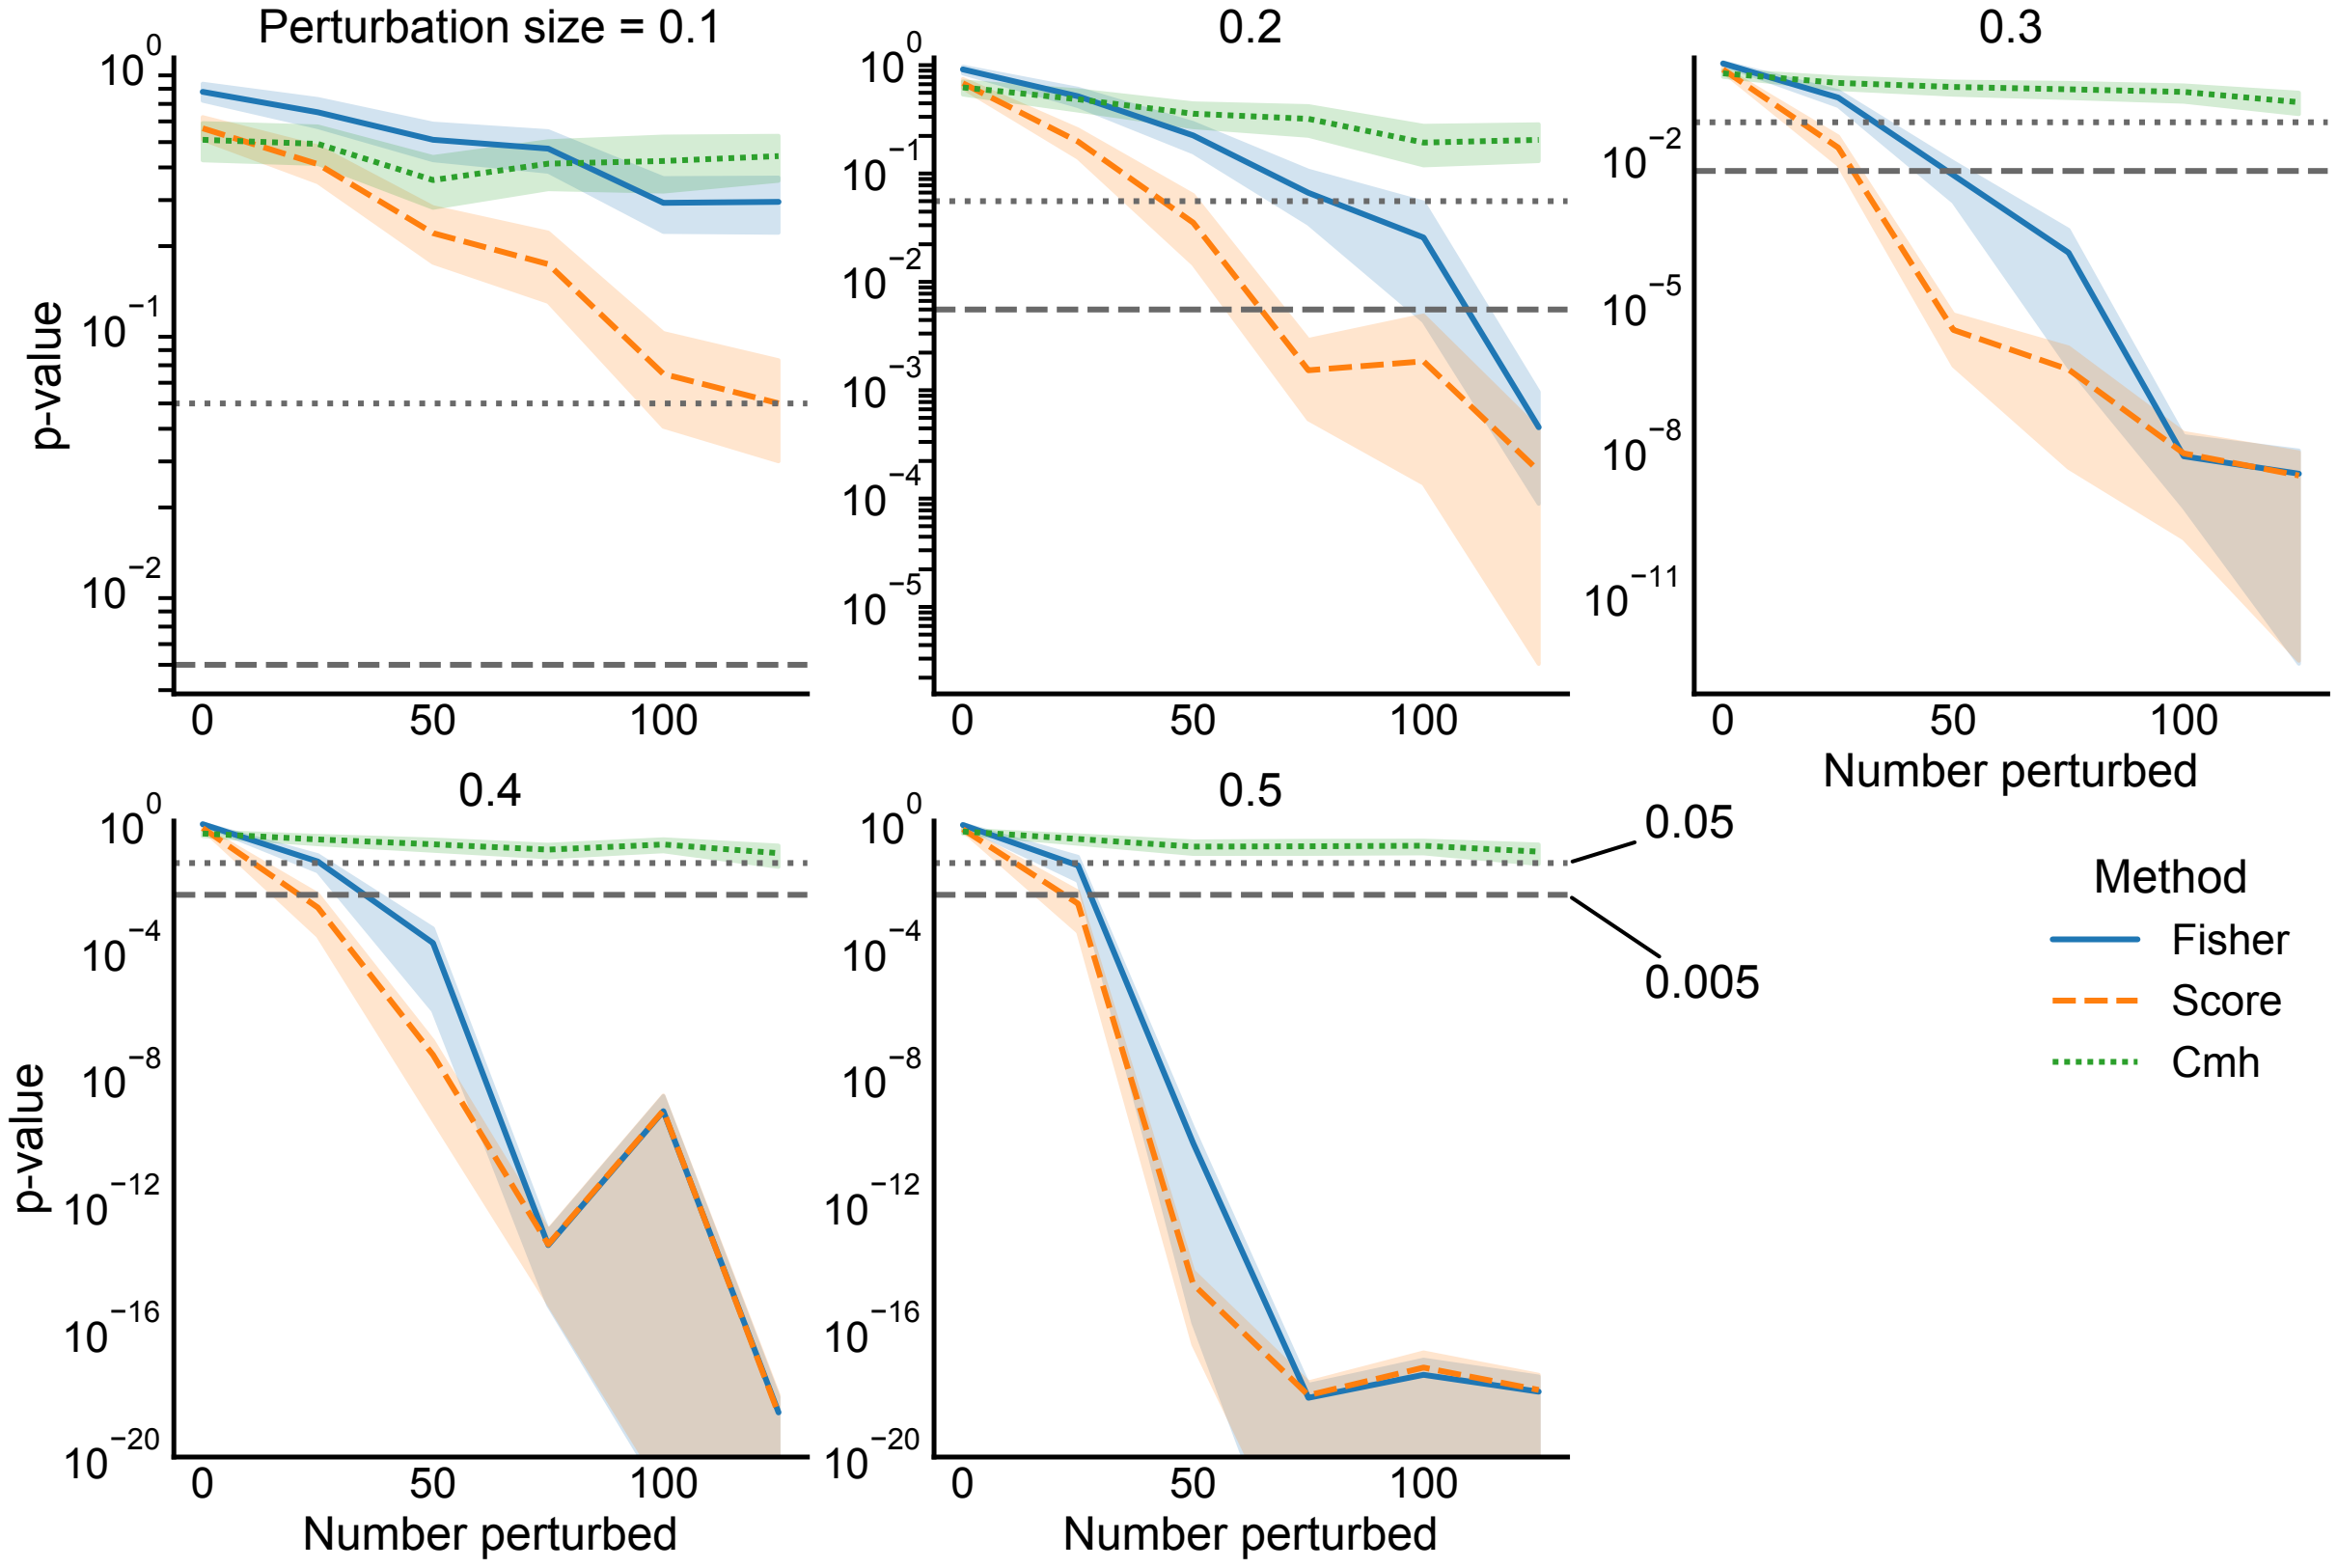 Perturbation size = 0.1
0.2
0.3
10^0
10^−1
10^−2
p-value
0 50 100
10^0
10^−1
10^−2
10^−3
10^−4
10^−5
0 50 100
10^−2
10^−5
10^−8
10^−11
0 50 100
Number perturbed
0.4
0.5
10^0
10^−4
10^−8
10^−12
10^−16
10^−20
p-value
0 50 100
Number perturbed
10^0
10^−4
10^−8
10^−12
10^−16
10^−20
0 50 100
Number perturbed
0.05
0.005
Method
Fisher
Score
Cmh